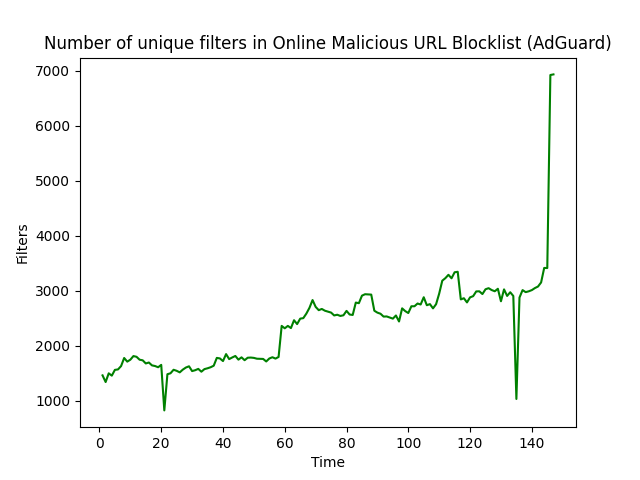 Number of unique filters in Online Malicious URL Blocklist (AdGuard)
7000
6000
5000
4000
3000
2000
1000
Filters
0 20 40 60 80 100 120 140
Time